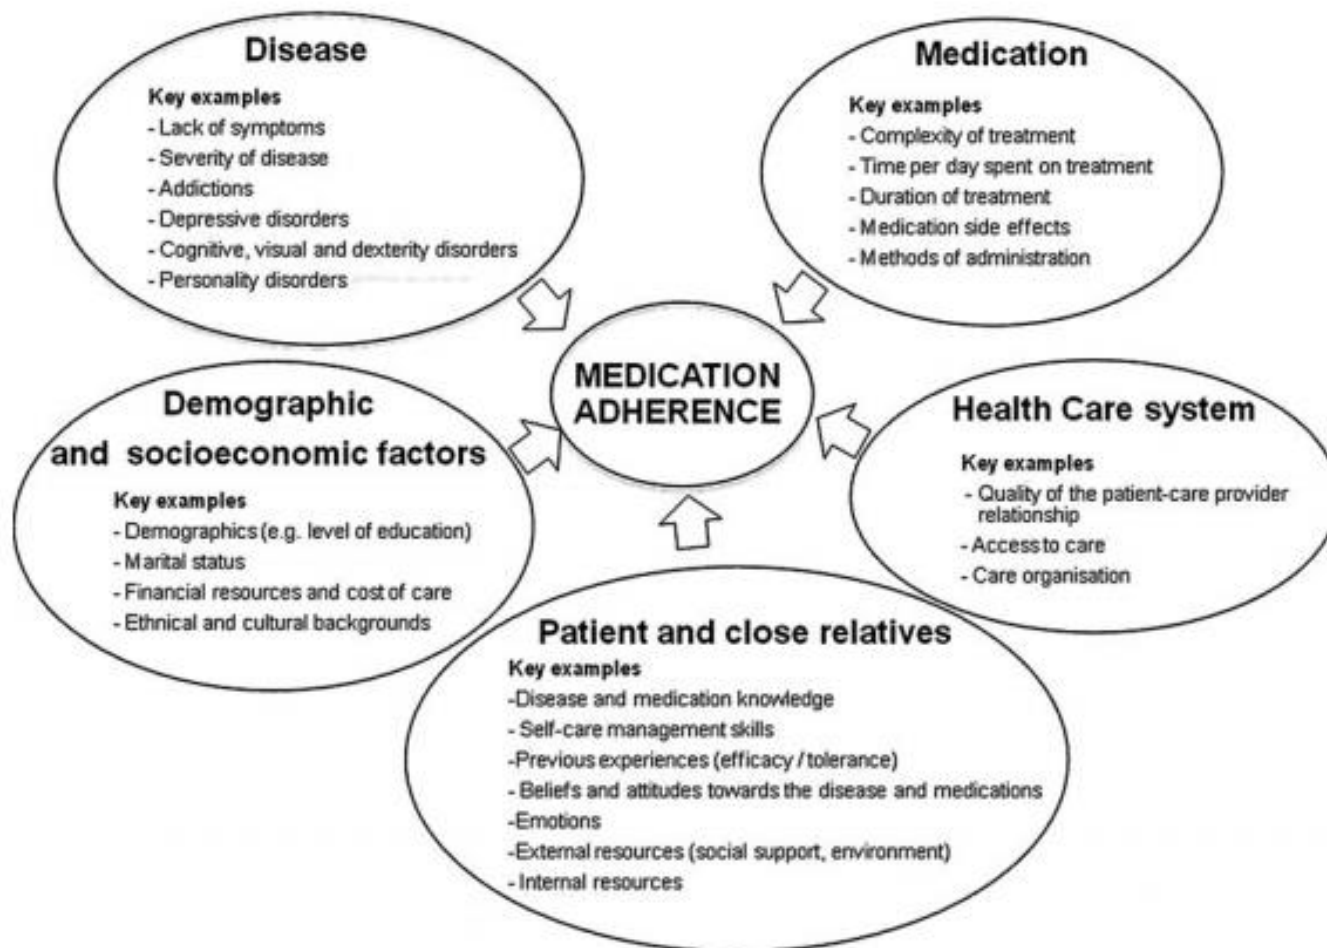 Disease
Key examples
- Lack of symptoms
- Severity of disease
- Addictions
- Depressive disorders
- Cognitive, visual and dexterity disorders
- Personality disorders
Medication
Key examples
- Complexity of treatment
- Time per day spent on treatment
- Duration of treatment
- Medication side effects
- Methods of administration
MEDICATION
ADHERENCE
Demographic
and socioeconomic factors
Key examples
- Demographics (e.g. level of education)
- Marital status
- Financial resources and cost of care
- Ethnical and cultural backgrounds
Health Care system
Key examples
- Quality of the patient-care provider
relationship
- Access to care
- Care organisation
Patient and close relatives
Key examples
-Disease and medication knowledge
- Self-care management skills
-Previous experiences (efficacy / tolerance)
- Beliefs and attitudes towards the disease and medications
-Emotions
-External resources (social support, environment)
- Internal resources